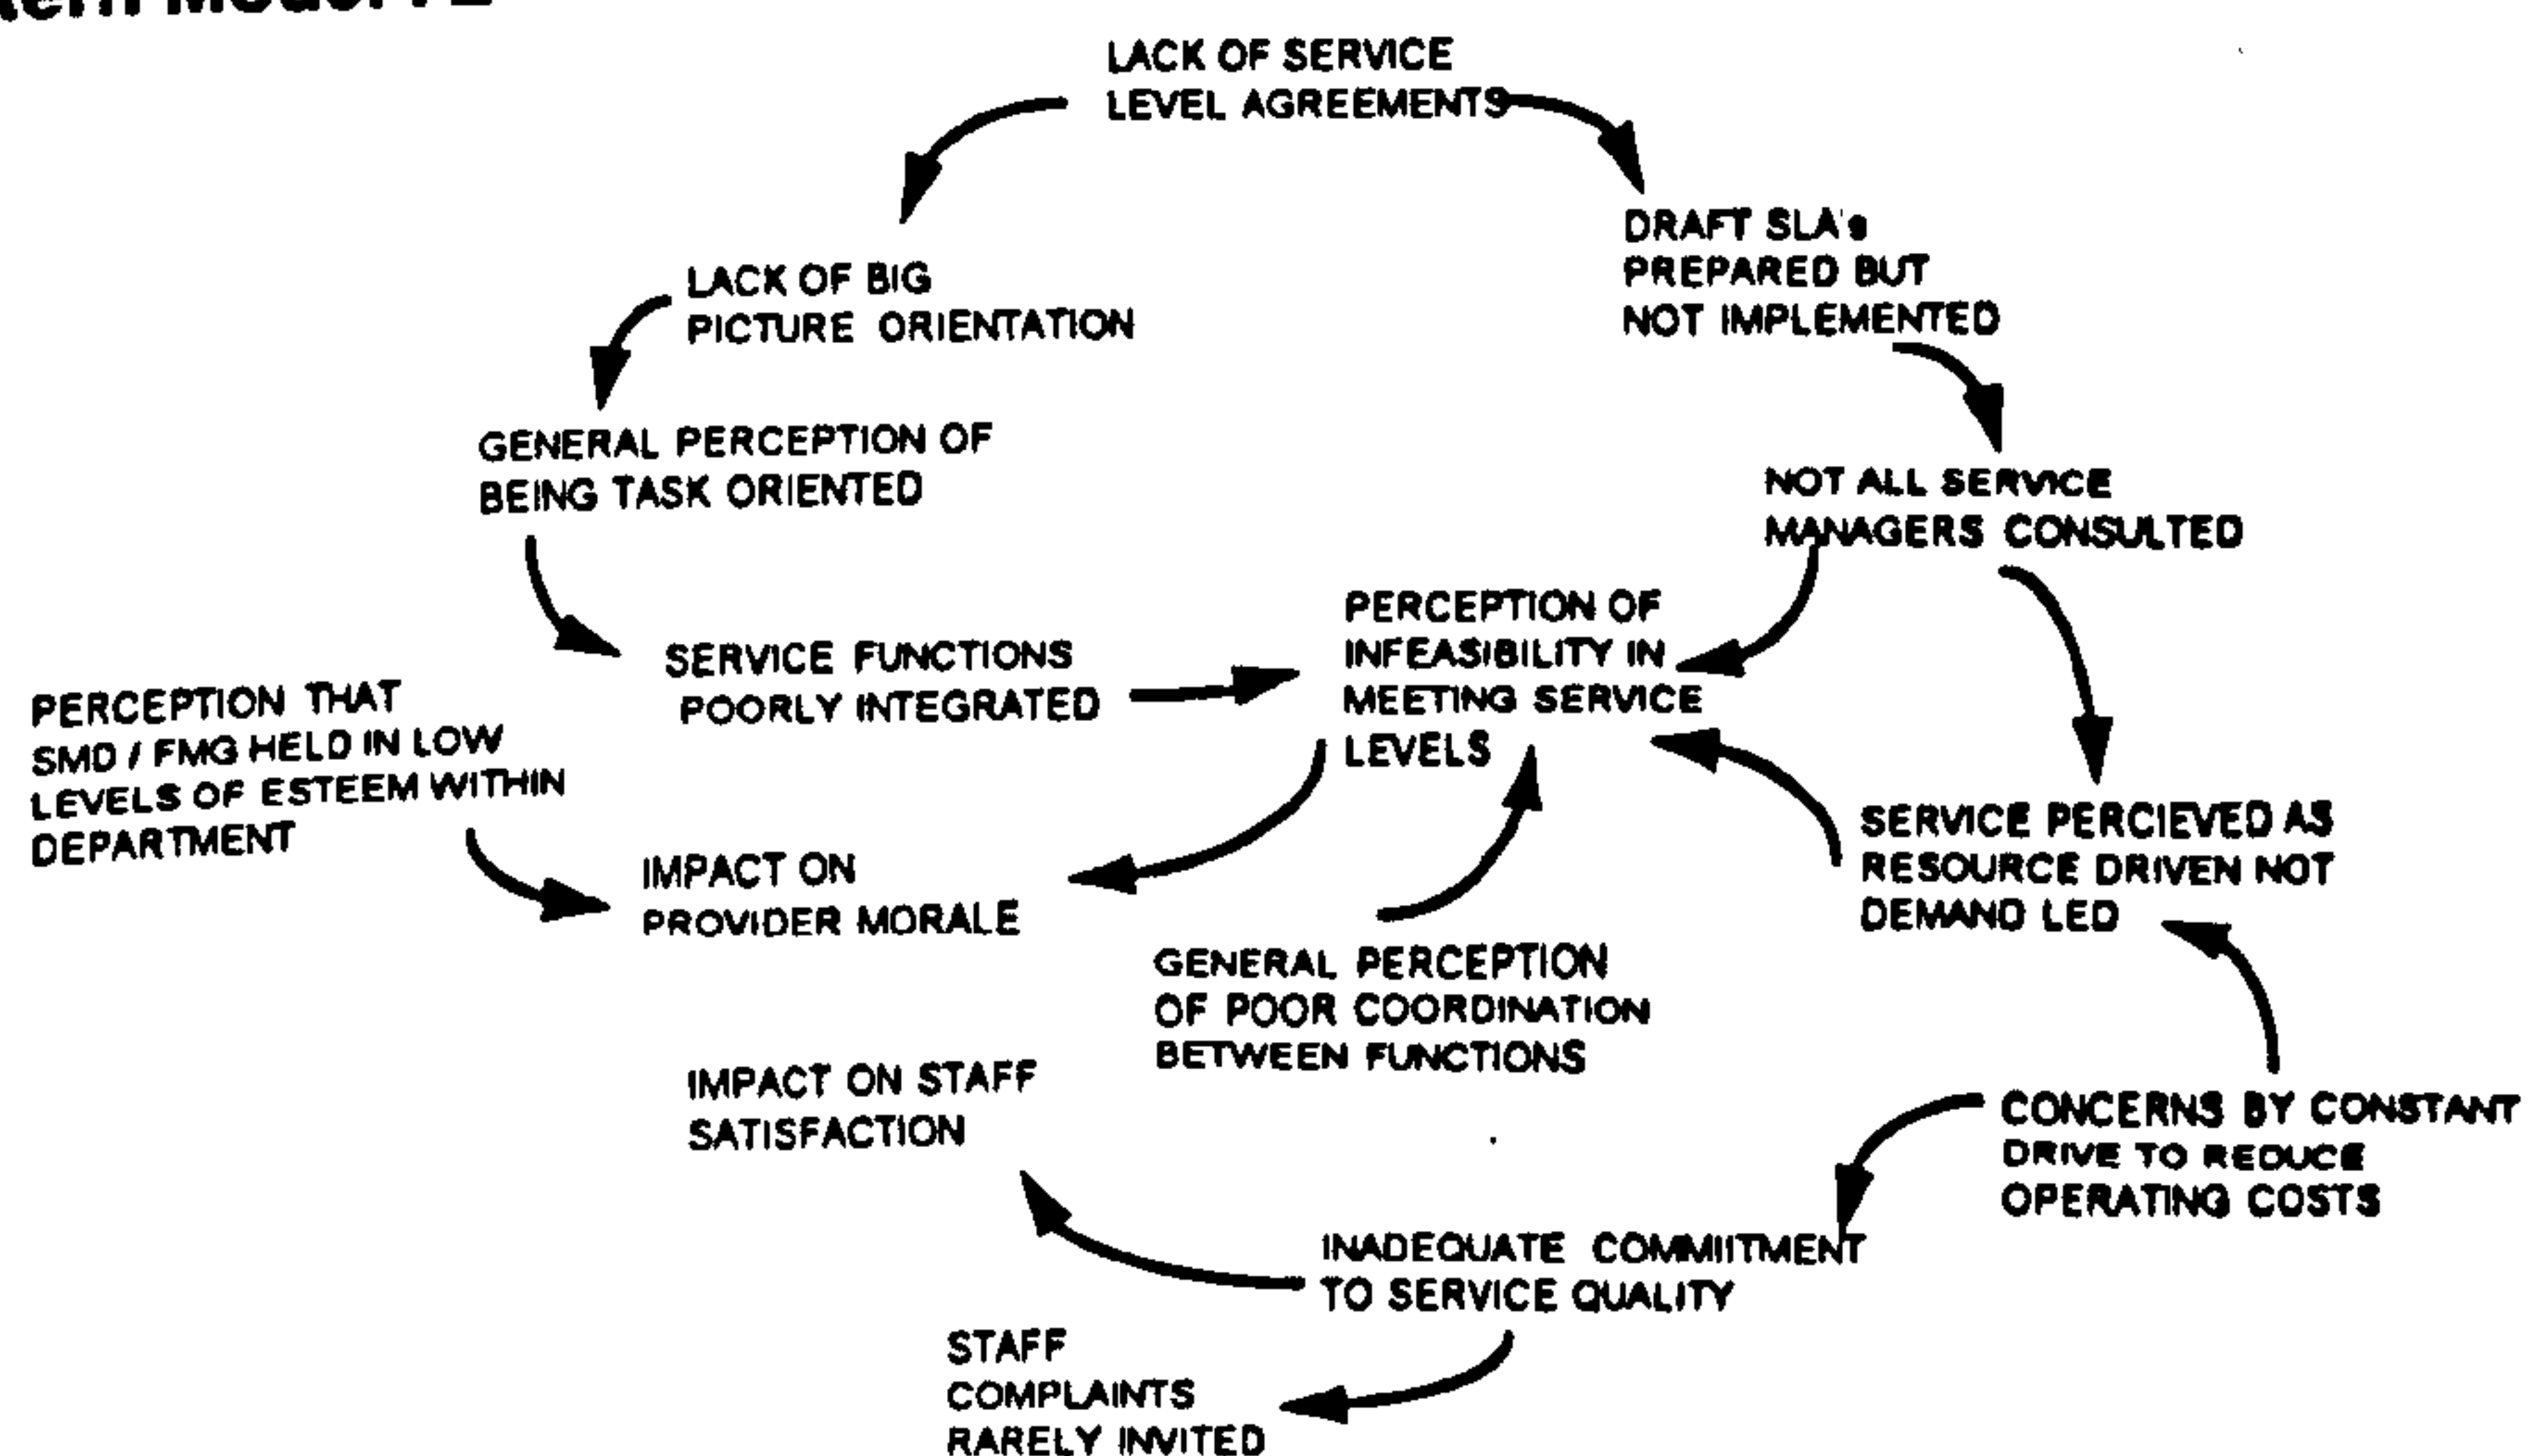 LACK OF SERVICE
LEVEL AGREEMENTS
DRAFT SLA's
PREPARED BUT
NOT IMPLEMENTED
LACK OF BIG
PICTURE ORIENTATION
GENERAL PERCEPTION OF
BEING TASK ORIENTED
NOT ALL SERVICE
MANAGERS CONSULTED
PERCEPTION OF
INFEASIBILITY IN
MEETING SERVICE
LEVELS
SERVICE FUNCTIONS
POORLY INTEGRATED
PERCEPTION THAT
SMD / FMG HELD IN LOW
LEVELS OF ESTEEM WITHIN
DEPARTMENT
SERVICE PERCIEVED AS
RESOURCE DRIVEN NOT
DEMAND LED
IMPACT ON
PROVIDER MORALE
GENERAL PERCEPTION
OF POOR COORDINATION
BETWEEN FUNCTIONS
IMPACT ON STAFF
SATISFACTION
CONCERNS BY CONSTANT
DRIVE TO REDUCE
OPERATING COSTS
INADEQUATE COMMIITMENT
TO SERVICE QUALITY
STAFF
COMPLAINTS
RARELY INVITED